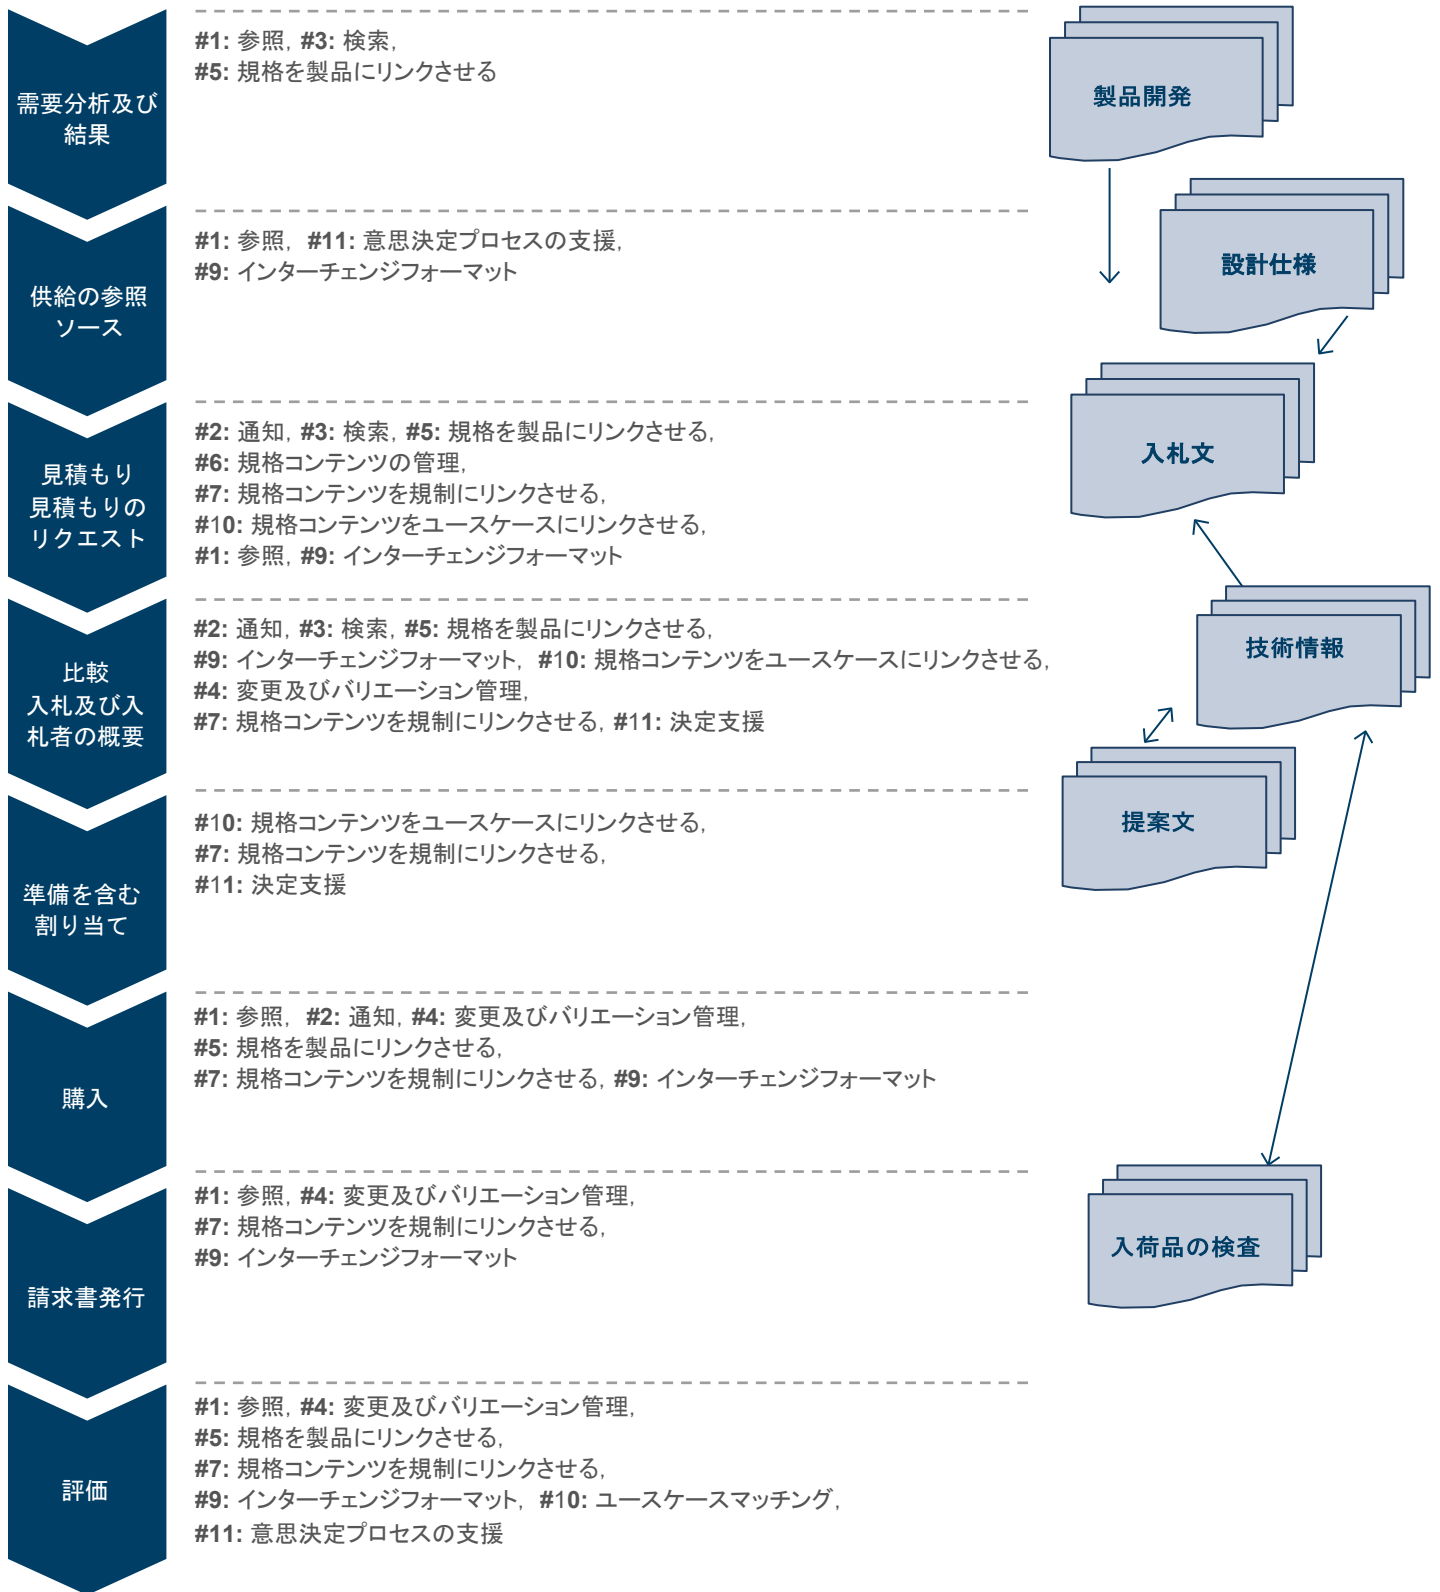 需要分析及び
結果
#1: 参照, #3: 検索,
#5: 規格を製品にリンクさせる
製品開発
供給の参照
ソース
#1: 参照, #11: 意思決定プロセスの支援,
#9: インターチェンジフォーマット
設計仕様
見積もり
見積もりの
リクエスト
#2: 通知, #3: 検索, #5: 規格を製品にリンクさせる,
#6: 規格コンテンツの管理,
#7: 規格コンテンツを規制にリンクさせる,
#10: 規格コンテンツをユースケースにリンクさせる,
#1: 参照, #9: インターチェンジフォーマット
入札文
比較
入札及び入
札者の概要
#2: 通知, #3: 検索, #5: 規格を製品にリンクさせる,
#9: インターチェンジフォーマット, #10: 規格コンテンツをユースケースにリンクさせる,
#4: 変更及びバリエーション管理,
#7: 規格コンテンツを規制にリンクさせる, #11: 決定支援
技術情報
提案文
準備を含む
割り当て
#10: 規格コンテンツをユースケースにリンクさせる,
#7: 規格コンテンツを規制にリンクさせる,
#11: 決定支援
購入
#1: 参照, #2: 通知, #4: 変更及びバリエーション管理,
#5: 規格を製品にリンクさせる,
#7: 規格コンテンツを規制にリンクさせる, #9: インターチェンジフォーマット
請求書発行
#1: 参照, #4: 変更及びバリエーション管理,
#7: 規格コンテンツを規制にリンクさせる,
#9: インターチェンジフォーマット
入荷品の検査
評価
#1: 参照, #4: 変更及びバリエーション管理,
#5: 規格を製品にリンクさせる,
#7: 規格コンテンツを規制にリンクさせる,
#9: インターチェンジフォーマット, #10: ユースケースマッチング,
#11: 意思決定プロセスの支援